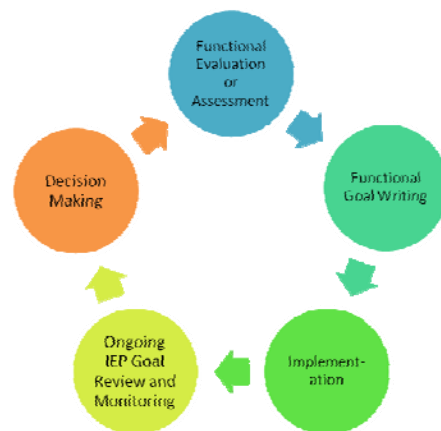 Functional
Evaluation
or
Assessment
Functional
Goal Writing
Implement-
ation
Ongoing
IEP Goal
Review and
Monitoring
Decision
Making